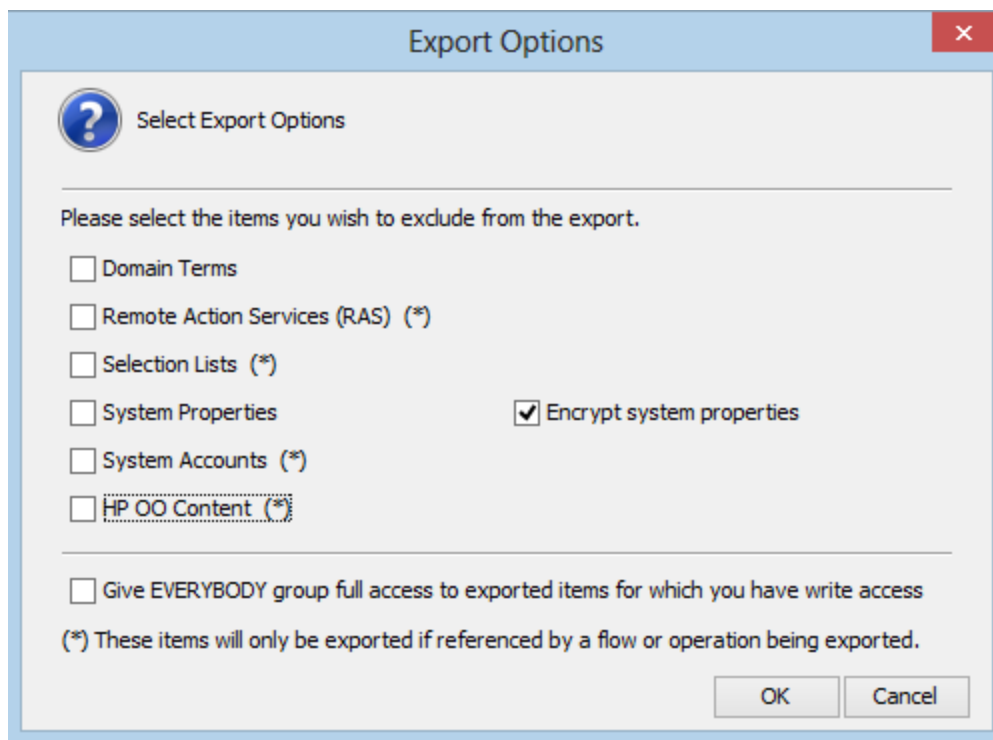 Export Options
Select Export Options
Please select the items you wish to exclude from the export.
Domain Terms
Remote Action Services (RAS) (*)
Selection Lists (*)
System Properties
Encrypt system properties
System Accounts (*)
HP OO Content (*)
Give EVERYBODY group full access to exported items for which you have write access
(*) These items will only be exported if referenced by a flow or operation being exported.
OK
Cancel